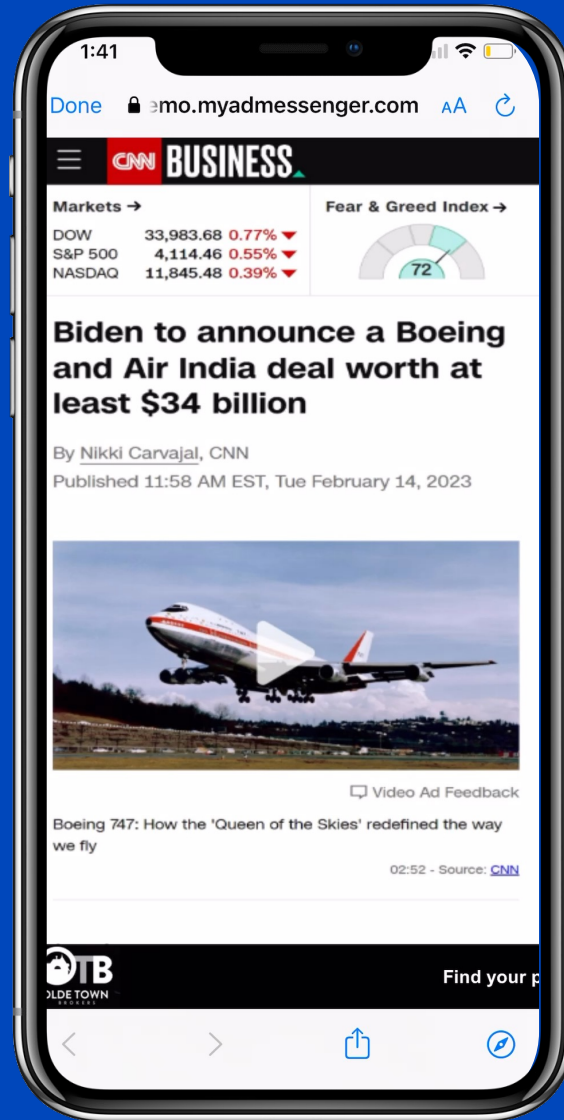 1:41
Done emo.myadmessenger.com AA
CNN BUSINESS
Markets → Fear & Greed Index →
DOW 33,983.68 0.77% ▼
S&P 500 4,114.46 0.55% ▼
NASDAQ 11,845.48 0.39% ▼
72
Biden to announce a Boeing
and Air India deal worth at
least $34 billion
By Nikki Carvajal, CNN
Published 11:58 AM EST, Tue February 14, 2023
Video Ad Feedback
Boeing 747: How the 'Queen of the Skies' redefined the way
we fly
02:52 - Source: CNN
OTB
OLDE TOWN
BROKERS
Find your p